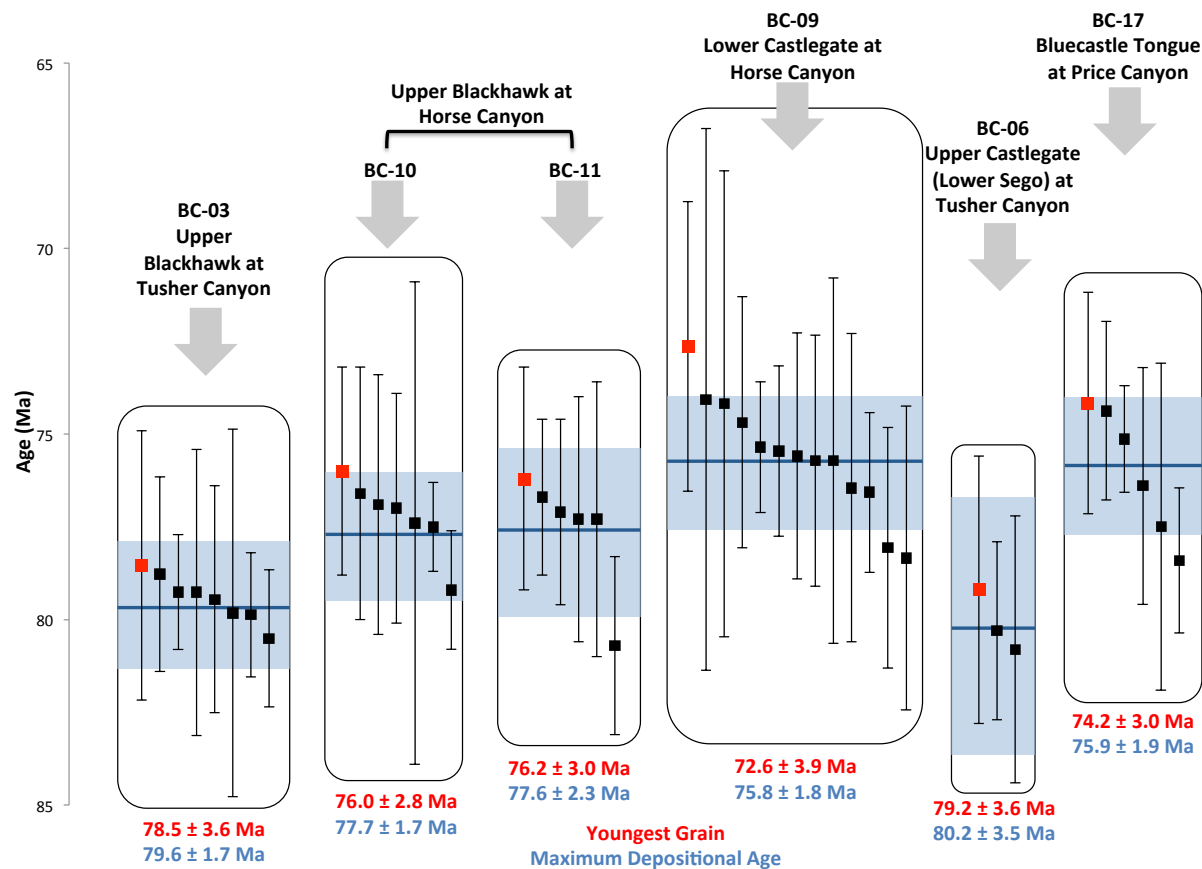 65
70
75
80
85
Age (Ma)
BC-03
Upper
Blackhawk at
Tusher Canyon
78.5 ± 3.6 Ma
79.6 ± 1.7 Ma
Upper Blackhawk at
Horse Canyon
BC-10
76.0 ± 2.8 Ma
77.7 ± 1.7 Ma
BC-11
76.2 ± 3.0 Ma
77.6 ± 2.3 Ma
BC-09
Lower Castlegate at
Horse Canyon
72.6 ± 3.9 Ma
75.8 ± 1.8 Ma
BC-06
Upper Castlegate
(Lower Sego) at
Tusher Canyon
79.2 ± 3.6 Ma
80.2 ± 3.5 Ma
BC-17
Bluecastle Tongue
at Price Canyon
74.2 ± 3.0 Ma
75.9 ± 1.9 Ma
Youngest Grain
Maximum Depositional Age